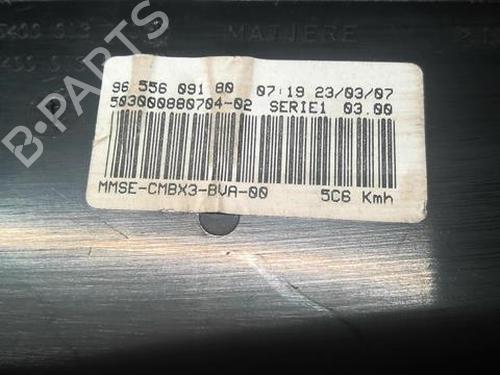 MATIERE
96 556 091 80 07:19 23/03/07
503000880704-02 SERIE1 03.00
MMSE-CMBX3-BVA-00 5C6 Kmh
B-PARTS